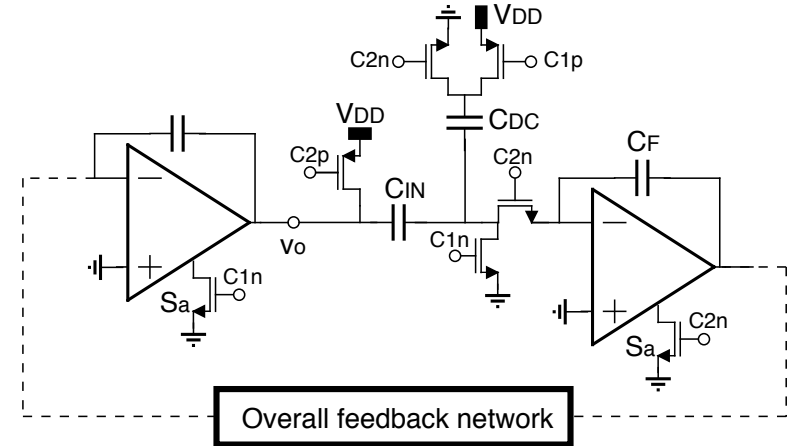 VDD
C2n
C1p
CDC
VDD
C2p
CIN
C2n
CF
C1n
vo
C1n
Sa
C2n
Sa
Overall feedback network